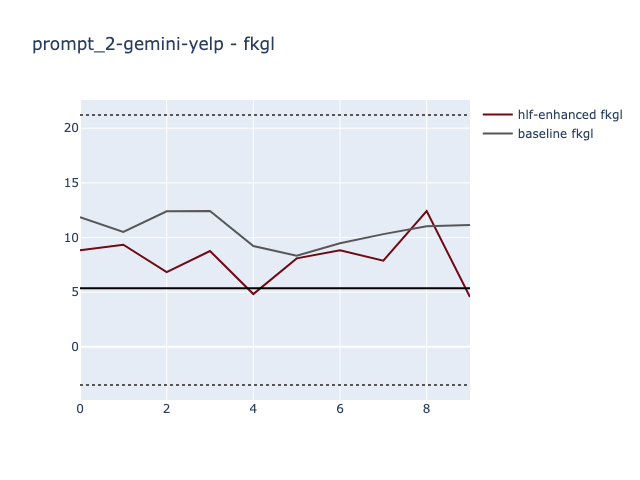 prompt_2-gemini-yelp - fkgl
hlf-enhanced fkgl
baseline fkgl
20
15
10
5
0
0 2 4 6 8